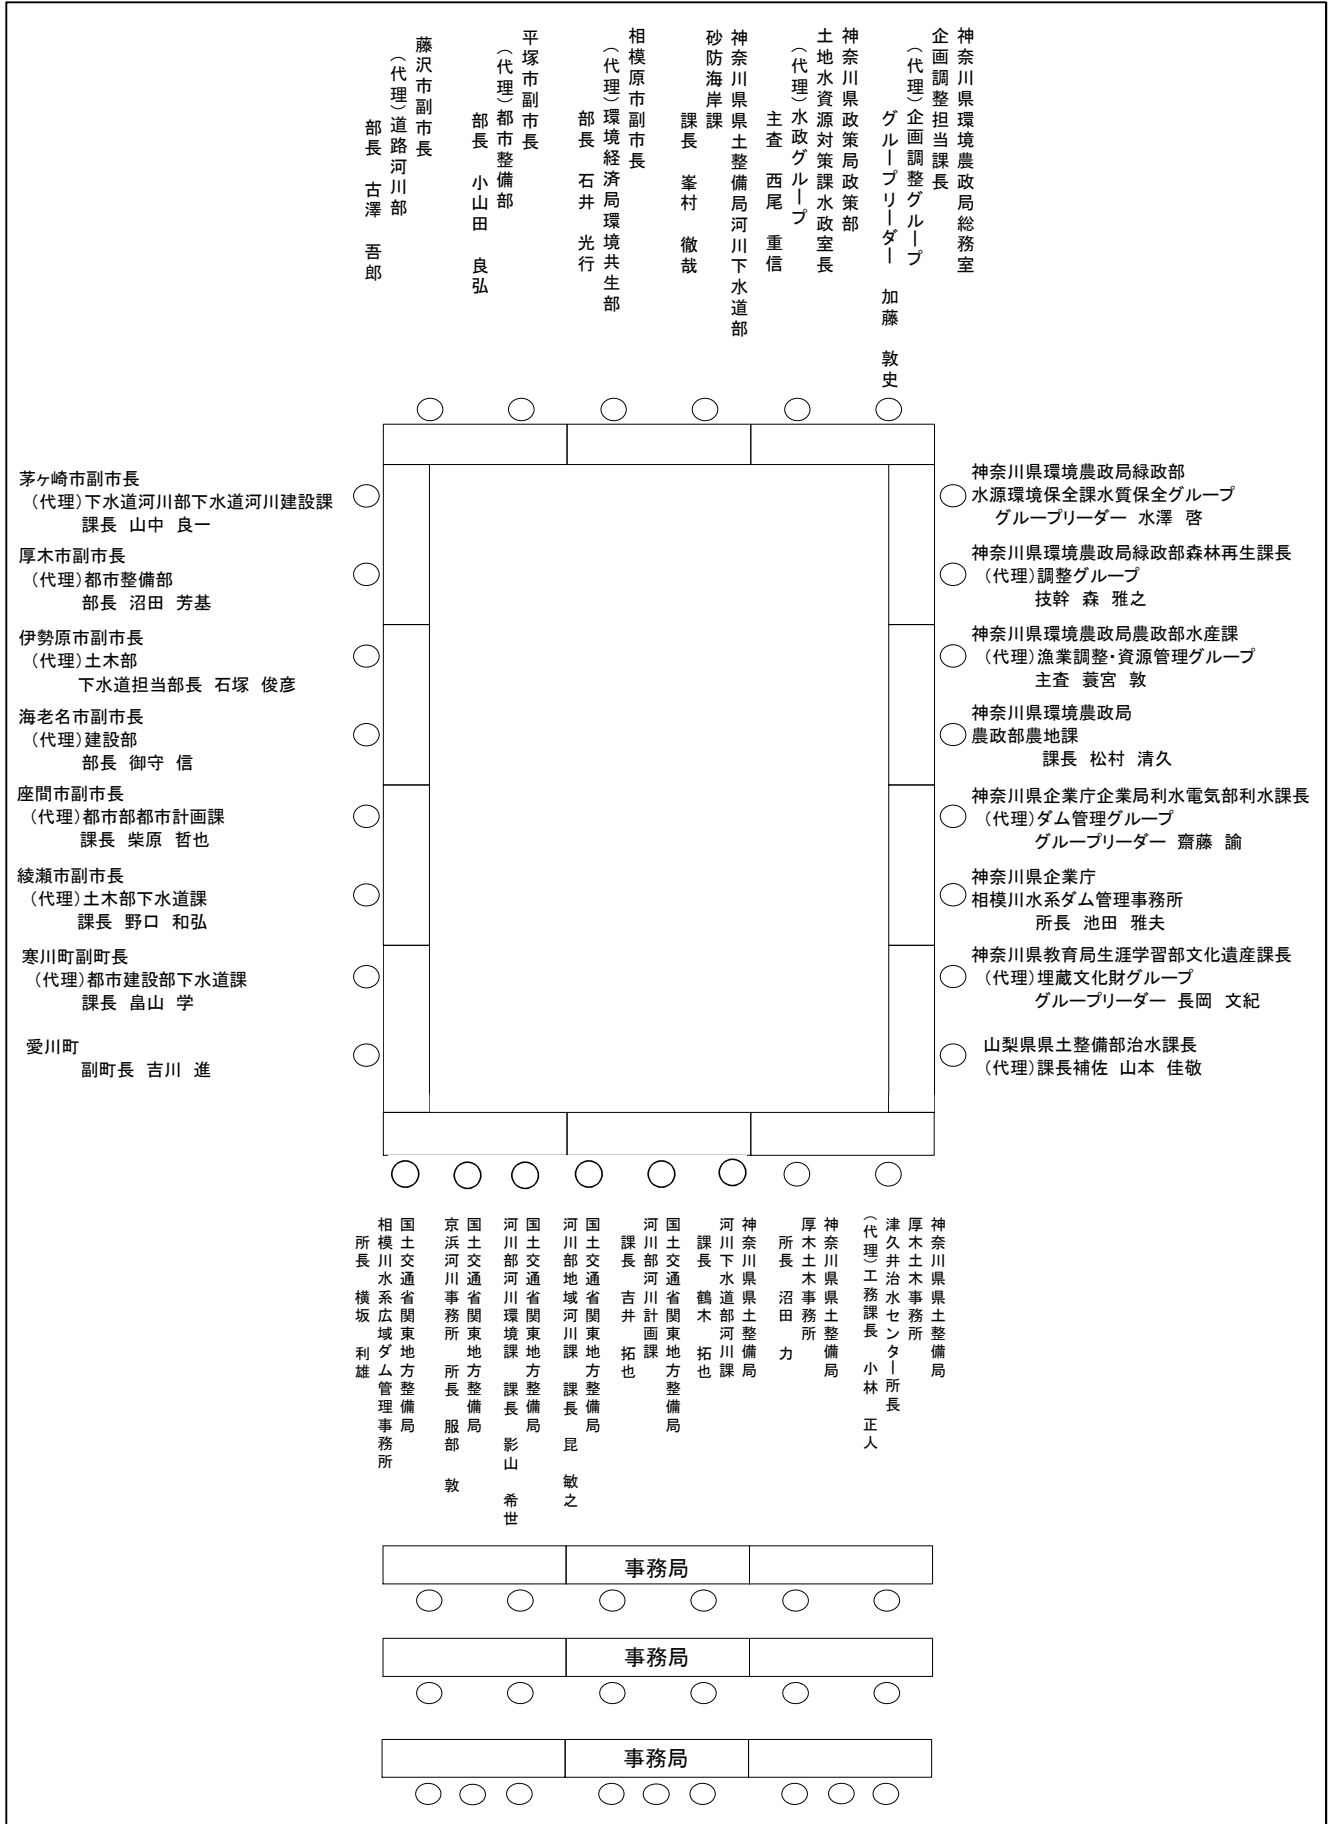 神奈川県環境農政局総務室
企画調整担当課長
(代理)企画調整グループ
グループリーダー 加藤 敦史
神奈川県政策局政策部
土地水資源対策課水政室長
(代理)水政グループ
主査 西尾 重信
神奈川県県土整備局河川下水道部
砂防海岸課
課長 峯村 徹哉
相模原市副市長
(代理)環境経済局環境共生部
部長 石井 光行
平塚市副市長
(代理)都市整備部
部長 小山田 良弘
藤沢市副市長
(代理)道路河川部
部長 古澤 吾郎
茅ヶ崎市副市長
(代理)下水道河川部下水道河川建設課
課長 山中 良一
厚木市副市長
(代理)都市整備部
部長 沼田 芳基
伊勢原市副市長
(代理)土木部
下水道担当部長 石塚 俊彦
海老名市副市長
(代理)建設部
部長 御守 信
座間市副市長
(代理)都市部都市計画課
課長 柴原 哲也
綾瀬市副市長
(代理)土木部下水道課
課長 野口 和弘
寒川町副町長
(代理)都市建設部下水道課
課長 畠山 学
愛川町
副町長 吉川 進
神奈川県環境農政局緑政部
水源環境保全課水質保全グループ
グループリーダー 水澤 啓
神奈川県環境農政局緑政部森林再生課長
(代理)調整グループ
技幹 森 雅之
神奈川県環境農政局農政部水産課
(代理)漁業調整・資源管理グループ
主査 蓑宮 敦
神奈川県環境農政局
農政部農地課
課長 松村 清久
神奈川県企業庁企業局利水電気部利水課長
(代理)ダム管理グループ
グループリーダー 齋藤 諭
神奈川県企業庁
相模川水系ダム管理事務所
所長 池田 雅夫
神奈川県教育局生涯学習部文化遺産課長
(代理)埋蔵文化財グループ
グループリーダー 長岡 文紀
山梨県県土整備部治水課長
(代理)課長補佐 山本 佳敬
神奈川県県土整備局
厚木土木事務所
津久井治水センター所長
(代理)工務課長 小林 正人
神奈川県県土整備局
厚木土木事務所
所長 沼田 力
神奈川県県土整備局
河川下水道部河川課
課長 鶴木 拓也
国土交通省関東地方整備局
河川部河川計画課
課長 吉井 拓也
国土交通省関東地方整備局
河川部地域河川課 課長 昆 敏之
国土交通省関東地方整備局
河川部河川環境課 課長 影山 希世
国土交通省関東地方整備局
京浜河川事務所 所長 服部 敦
国土交通省関東地方整備局
相模川水系広域ダム管理事務所
所長 横坂 利雄
事務局
事務局
事務局